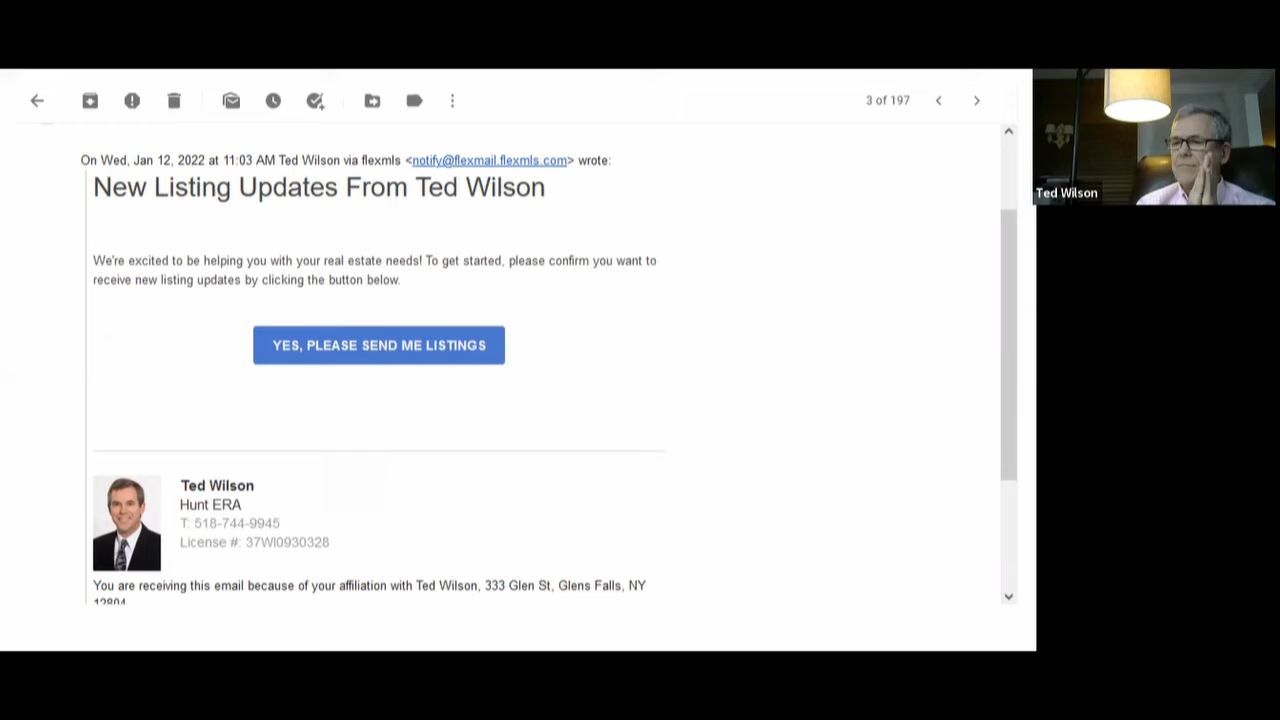 3 of 197
On Wed, Jan 12, 2022 at 11:03 AM Ted Wilson via flexmls <notify@flexmail.flexmls.com> wrote:
New Listing Updates From Ted Wilson
Ted Wilson
We're excited to be helping you with your real estate needs! To get started, please confirm you want to
receive new listing updates by clicking the button below.
YES, PLEASE SEND ME LISTINGS
Ted Wilson
Hunt ERA
T: 518-744-9945
License #: 37WI0930328
You are receiving this email because of your affiliation with Ted Wilson, 333 Glen St, Glens Falls, NY
12804